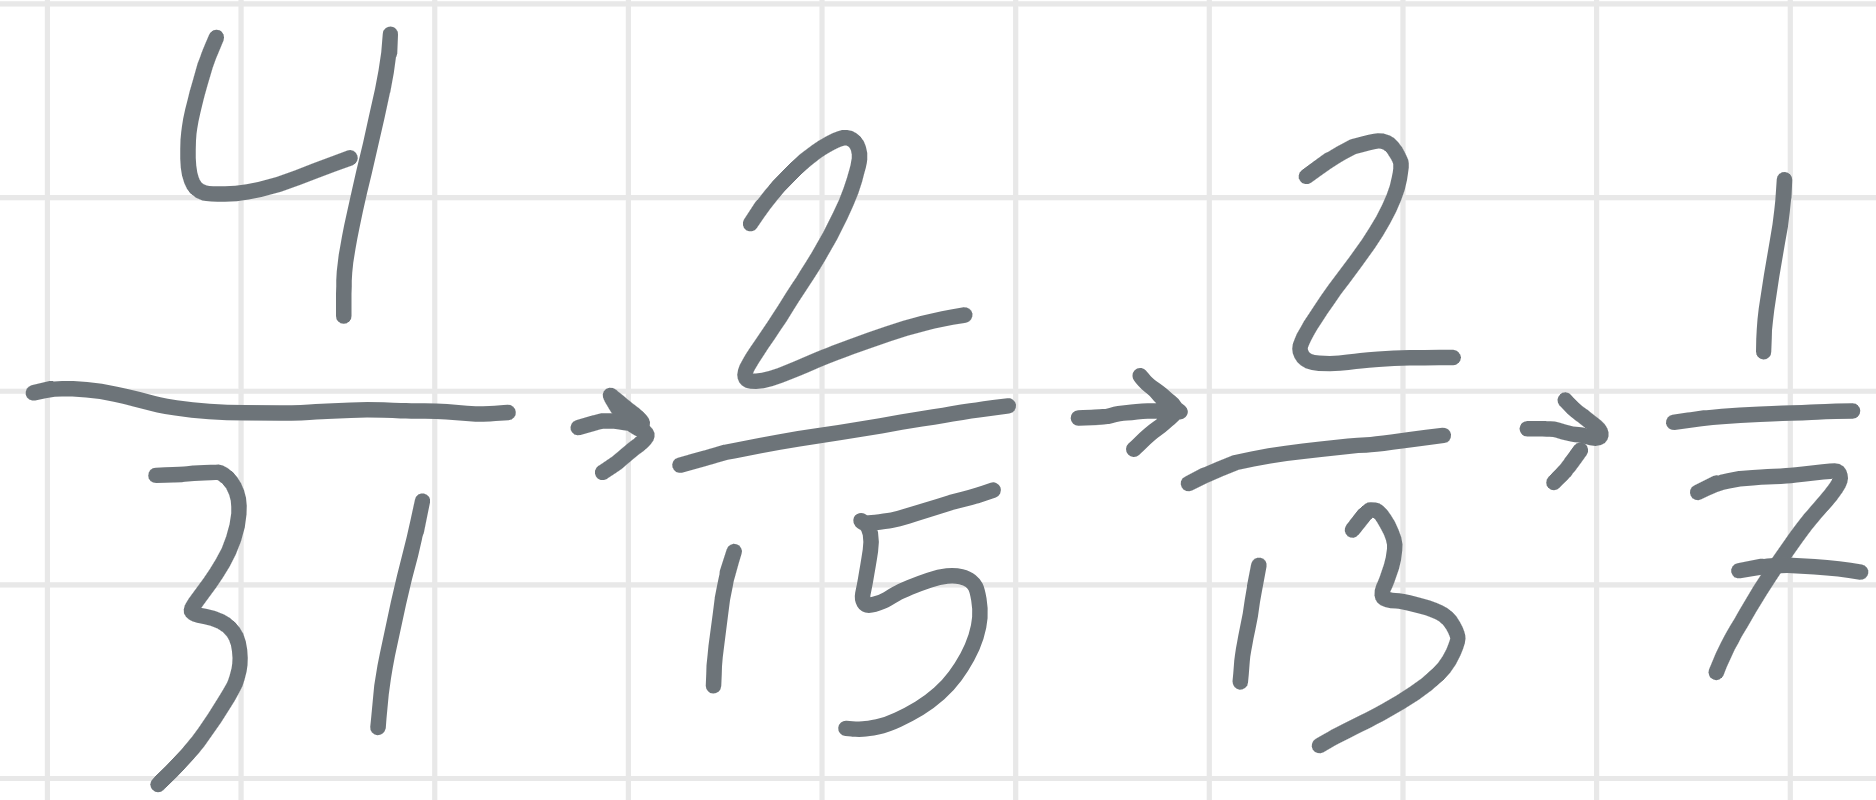 4/31 → 2/15 → 2/13 → 1/7